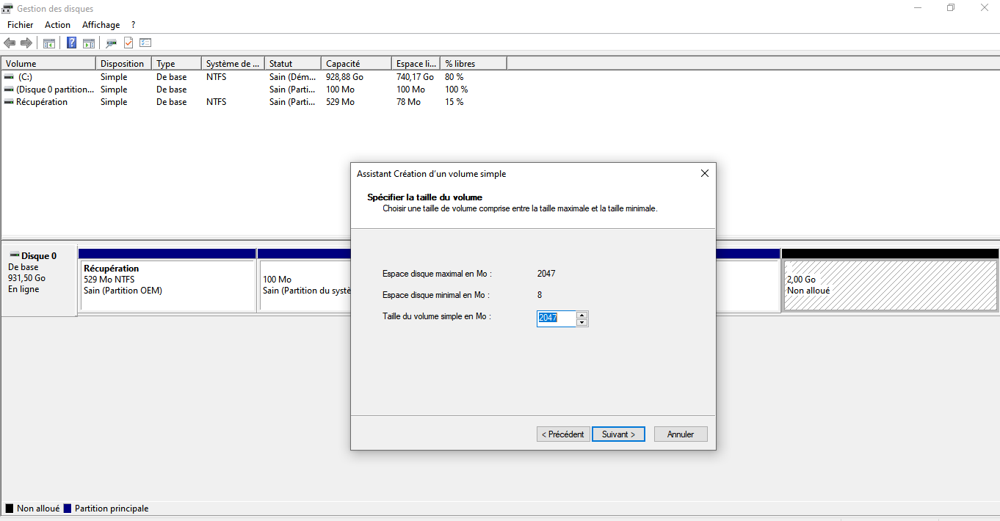 Gestion des disques
Fichier Action Affichage ?
Volume Disposition Type Système de ... Statut Capacité Espace li... % libres
(C:) Simple De base NTFS Sain (Dém... 928,88 Go 740,17 Go 80 %
(Disque 0 partition... Simple De base Sain (Parti... 100 Mo 100 Mo 100 %
Récupération Simple De base NTFS Sain (Parti... 529 Mo 78 Mo 15 %
Assistant Création d'un volume simple
Spécifier la taille du volume
Choisir une taille de volume comprise entre la taille maximale et la taille minimale.
Espace disque maximal en Mo : 2047
Espace disque minimal en Mo : 8
Taille du volume simple en Mo : 2047
< Précédent Suivant > Annuler
Disque 0
De base
931,50 Go
En ligne
Récupération
529 Mo NTFS
Sain (Partition OEM)
100 Mo
Sain (Partition du systè
2,00 Go
Non alloué
Non alloué Partition principale